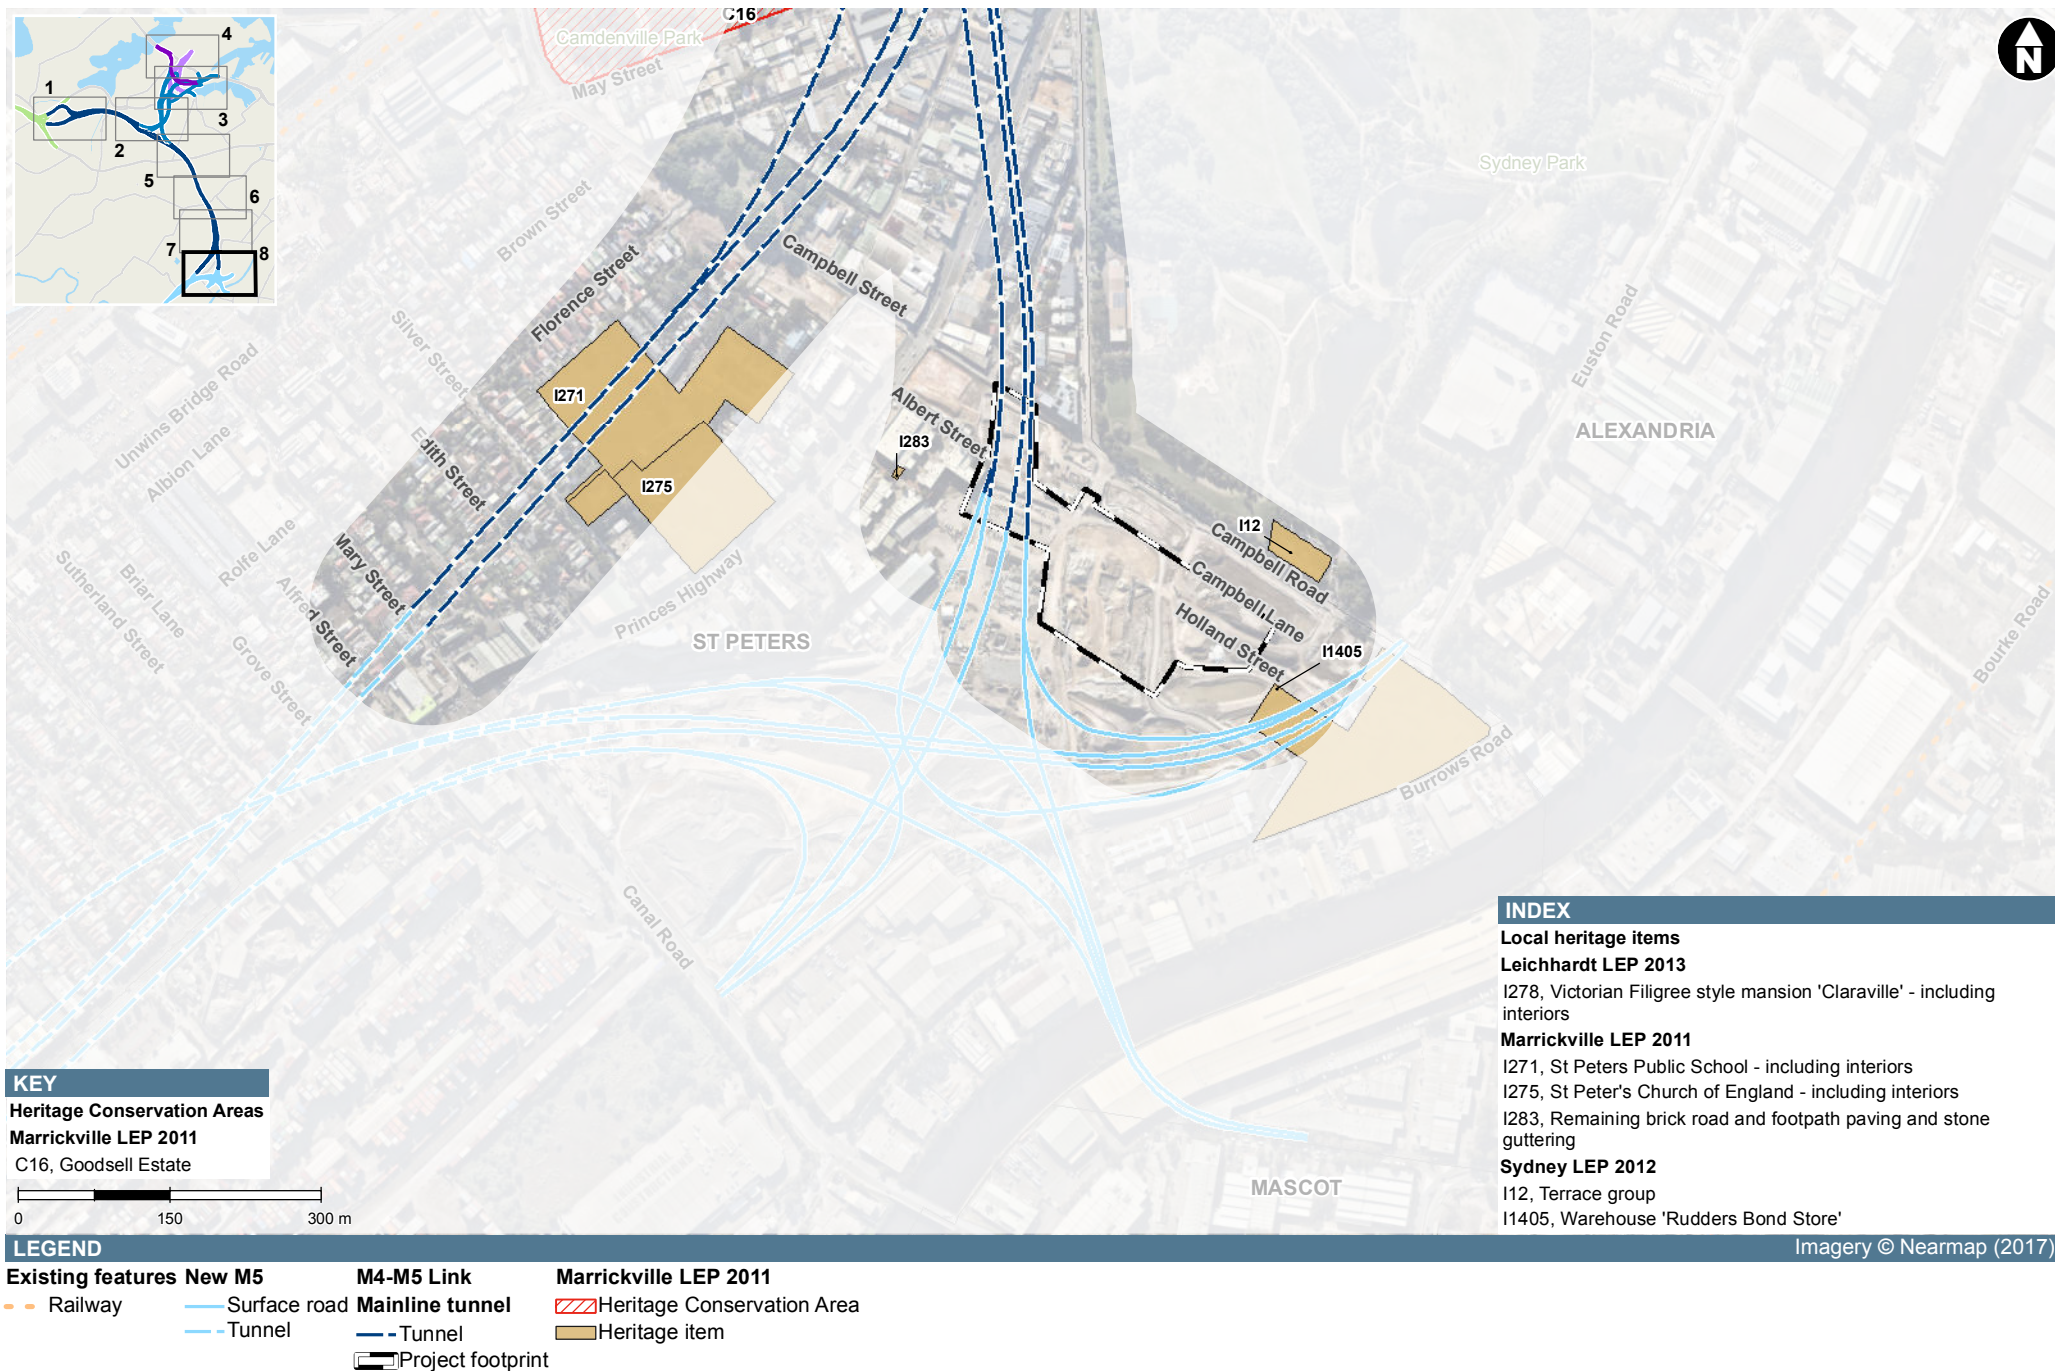 1
2
3
4
5
6
7
8
N
C16
Camdenville Park
May Street
Sydney Park
Brown Street
Florence Street
Campbell Street
Silver Street
Unwins Bridge Road
Albion Lane
Edith Street
Euston Road
ALEXANDRIA
Albert Street
I271
I283
I275
I12
Campbell Road
Campbell Lane
Holland Street
I1405
Rolfe Lane
Mary Street
Briar Lane
Sutherland Street
Alfred Street
Grove Street
Princes Highway
ST PETERS
Bourke Road
Burrows Road
Canal Road
MASCOT
INDEX
Local heritage items
Leichhardt LEP 2013
I278, Victorian Filigree style mansion 'Claraville' - including
interiors
Marrickville LEP 2011
I271, St Peters Public School - including interiors
I275, St Peter's Church of England - including interiors
I283, Remaining brick road and footpath paving and stone
guttering
Sydney LEP 2012
I12, Terrace group
I1405, Warehouse 'Rudders Bond Store'
KEY
Heritage Conservation Areas
Marrickville LEP 2011
C16, Goodsell Estate
0 150 300 m
LEGEND
Imagery © Nearmap (2017)
Existing features
Railway
New M5
Surface road
Tunnel
M4-M5 Link
Mainline tunnel
Tunnel
Project footprint
Marrickville LEP 2011
Heritage Conservation Area
Heritage item